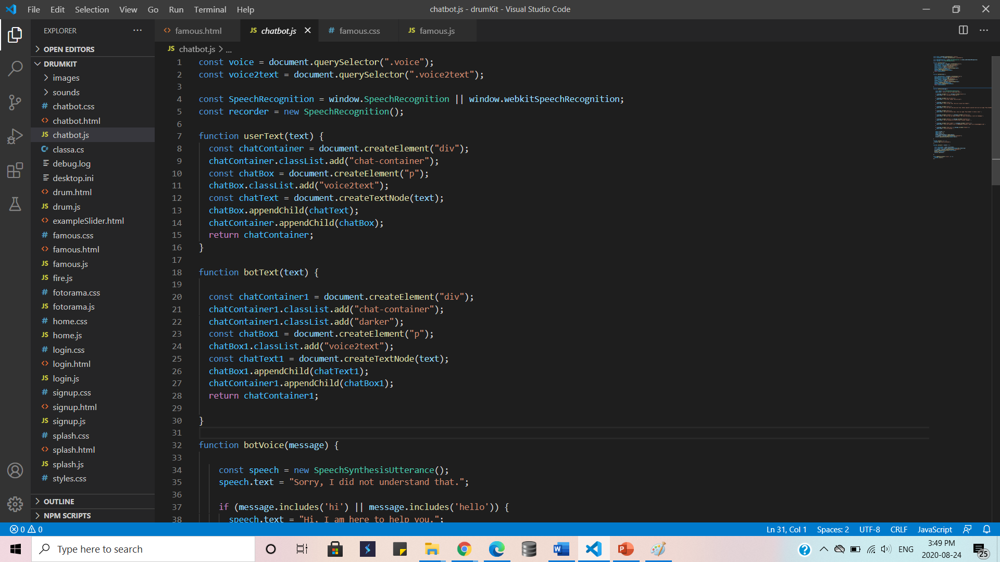 File Edit Selection View Go Run Terminal Help
chatbot.js - drumKit - Visual Studio Code
EXPLORER
OPEN EDITORS
DRUMKIT
images
sounds
# chatbot.css
<> chatbot.html
JS chatbot.js
C# classa.cs
debug.log
desktop.ini
<> drum.html
JS drum.js
<> exampleSlider.html
# famous.css
<> famous.html
JS famous.js
JS fire.js
# fotorama.css
JS fotorama.js
# home.css
JS home.js
# login.css
<> login.html
JS login.js
# signup.css
<> signup.html
JS signup.js
# splash.css
<> splash.html
JS splash.js
# styles.css
OUTLINE
NPM SCRIPTS
<> famous.html JS chatbot.js # famous.css JS famous.js
JS chatbot.js > ...
1 const voice = document.querySelector(".voice");
2 const voice2text = document.querySelector(".voice2text");
3
4 const SpeechRecognition = window.SpeechRecognition || window.webkitSpeechRecognition;
5 const recorder = new SpeechRecognition();
6
7 function userText(text) {
8 const chatContainer = document.createElement("div");
9 chatContainer.classList.add("chat-container");
10 const chatBox = document.createElement("p");
11 chatBox.classList.add("voice2text");
12 const chatText = document.createTextNode(text);
13 chatBox.appendChild(chatText);
14 chatContainer.appendChild(chatBox);
15 return chatContainer;
16 }
17
18 function botText(text) {
19
20 const chatContainer1 = document.createElement("div");
21 chatContainer1.classList.add("chat-container");
22 chatContainer1.classList.add("darker");
23 const chatBox1 = document.createElement("p");
24 chatBox1.classList.add("voice2text");
25 const chatText1 = document.createTextNode(text);
26 chatBox1.appendChild(chatText1);
27 chatContainer1.appendChild(chatBox1);
28 return chatContainer1;
29
30 }
31
32 function botVoice(message) {
33
34 const speech = new SpeechSynthesisUtterance();
35 speech.text = "Sorry, I did not understand that.";
36
37 if (message.includes('hi') || message.includes('hello')) {
38 speech.text = "Hi, I am here to help you.";
0 0
Ln 31, Col 1 Spaces: 2 UTF-8 CRLF JavaScript
Type here to search
ENG
3:49 PM
2020-08-24
25